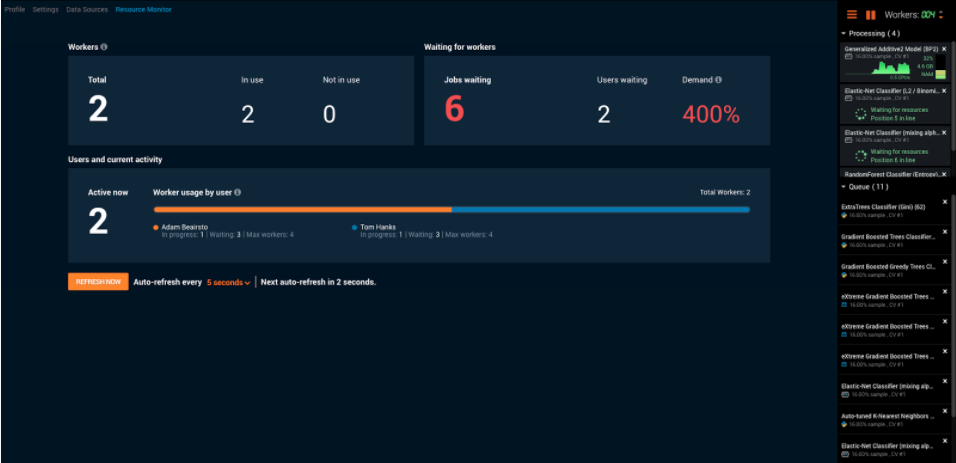 Profile Settings Data Sources Resource Monitor
Workers
Total
2
In use
2
Not in use
0
Waiting for workers
Jobs waiting
6
Users waiting
2
Demand
400%
Users and current activity
Active now
2
Worker usage by user
Total Workers: 2
Adam Beairsto
In progress: 1 | Waiting: 3 | Max workers: 4
Tom Hanks
In progress: 1 | Waiting: 3 | Max workers: 4
REFRESH NOW Auto-refresh every 5 seconds Next auto-refresh in 2 seconds.
Workers: 004
Processing ( 4 )
Generalized Additive2 Model (BP2) ×
16.00% sample , CV #1
32%
4.6 GB
RAM
Elastic-Net Classifier (L2 / Binomi... ×
16.00% sample , CV #1
Waiting for resources
Position 5 in line
Elastic-Net Classifier (mixing alph... ×
16.00% sample , CV #1
Waiting for resources
Position 6 in line
RandomForest Classifier (Entropy)... ×
Queue ( 11 )
ExtraTrees Classifier (Gini) (62) ×
16.00% sample , CV #1
Gradient Boosted Trees Classifier... ×
16.00% sample , CV #1
Gradient Boosted Greedy Trees Cl... ×
16.00% sample , CV #1
eXtreme Gradient Boosted Trees ... ×
16.00% sample , CV #1
eXtreme Gradient Boosted Trees ... ×
16.00% sample , CV #1
eXtreme Gradient Boosted Trees ... ×
16.00% sample , CV #1
Elastic-Net Classifier (mixing alp... ×
16.00% sample , CV #1
Auto-tuned K-Nearest Neighbors ... ×
16.00% sample , CV #1
Elastic-Net Classifier (mixing alp... ×
16.00% sample , CV #1